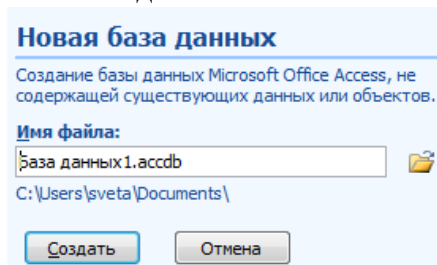 Новая база данных
Создание базы данных Microsoft Office Access, не
содержащей существующих данных или объектов.
Имя файла:
база данных1.accdb
C:\Users\sveta\Documents\
Создать Отмена